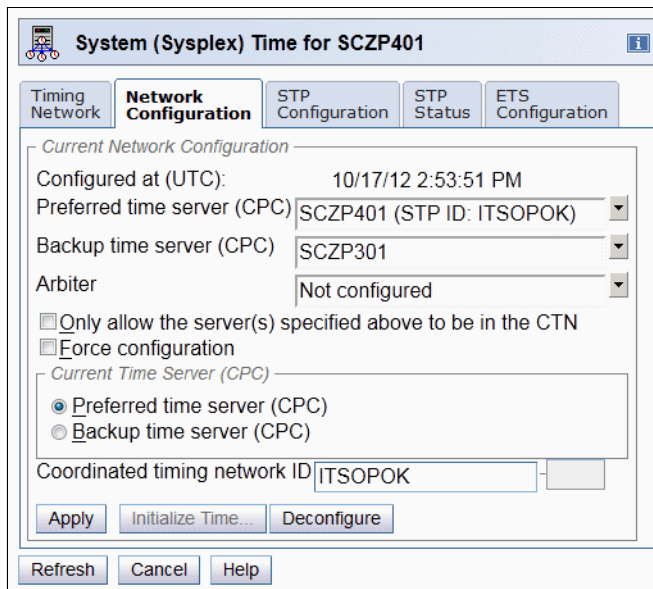 System (Sysplex) Time for SCZP401
i
Timing Network
Network Configuration
STP Configuration
STP Status
ETS Configuration
Current Network Configuration
Configured at (UTC): 10/17/12 2:53:51 PM
Preferred time server (CPC) SCZP401 (STP ID: ITSOPOK)
Backup time server (CPC) SCZP301
Arbiter Not configured
Only allow the server(s) specified above to be in the CTN
Force configuration
Current Time Server (CPC)
Preferred time server (CPC)
Backup time server (CPC)
Coordinated timing network ID ITSOPOK -
Apply Initialize Time... Deconfigure
Refresh Cancel Help